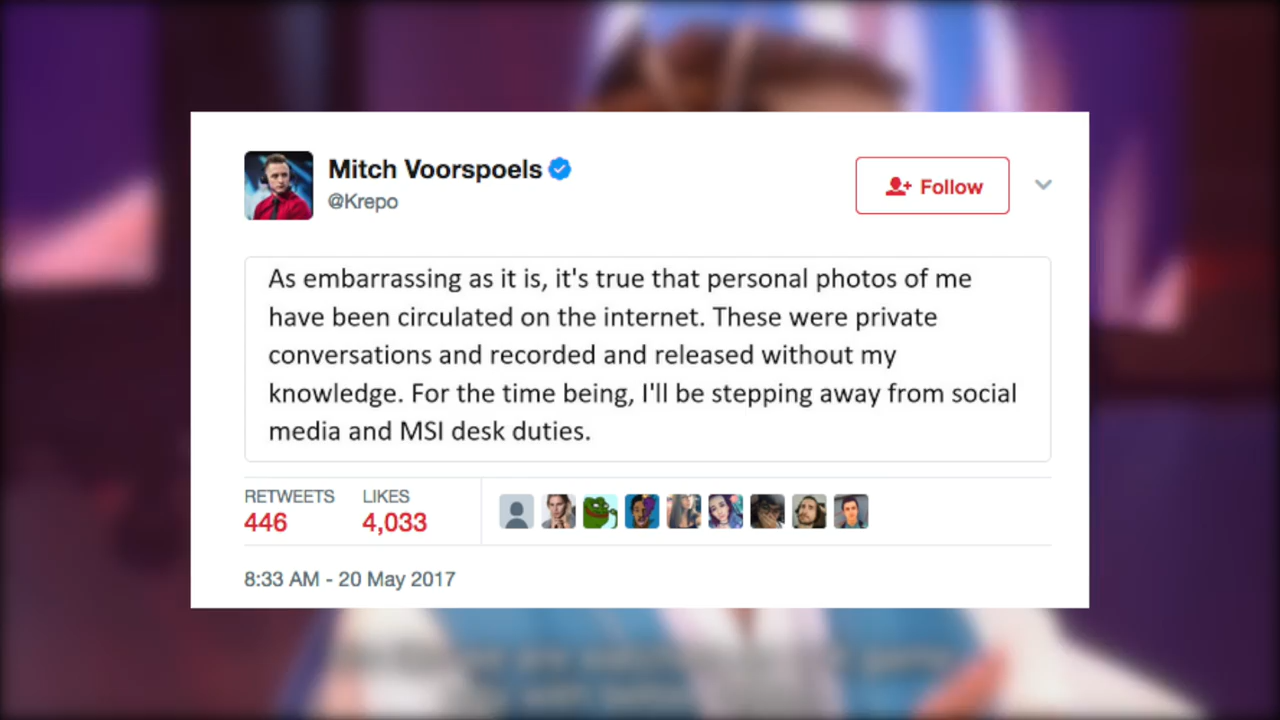 Mitch Voorspoels
@Krepo
Follow
As embarrassing as it is, it's true that personal photos of me
have been circulated on the internet. These were private
conversations and recorded and released without my
knowledge. For the time being, I'll be stepping away from social
media and MSI desk duties.
RETWEETS LIKES
446 4,033
8:33 AM - 20 May 2017